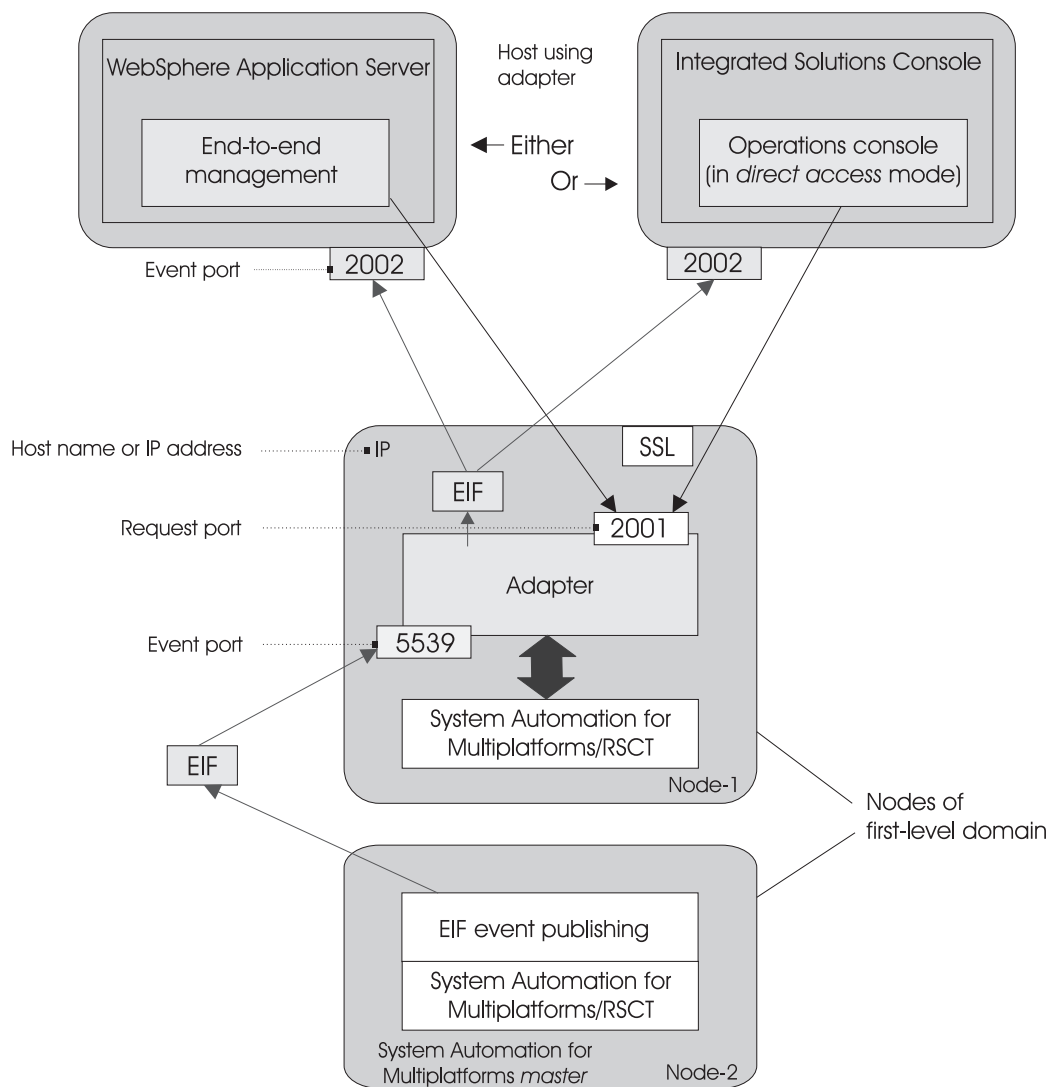 WebSphere Application Server
End-to-end
management
Host using
adapter
Either
Or
Integrated Solutions Console
Operations console
(in direct access mode)
Event port
2002
2002
Host name or IP address
IP
SSL
EIF
Request port
2001
Adapter
Event port
5539
System Automation for
Multiplatforms/RSCT
Node-1
EIF
Nodes of
first-level domain
EIF event publishing
System Automation for
Multiplatforms/RSCT
System Automation for
Multiplatforms master
Node-2